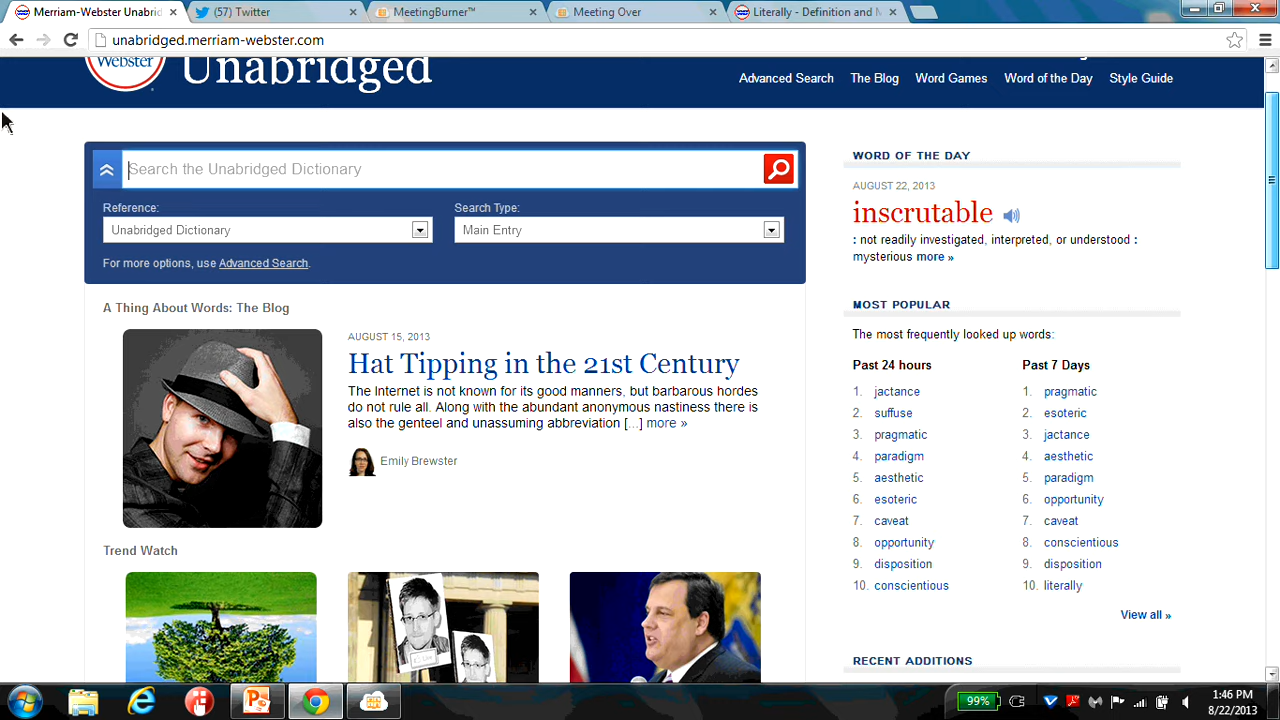 Merriam-Webster Unabrid
(57) Twitter
MeetingBurner™
Meeting Over
Literally - Definition and M
unabridged.merriam-webster.com
Webster
Unabridged
Advanced Search
The Blog
Word Games
Word of the Day
Style Guide
Search the Unabridged Dictionary
Reference:
Search Type:
Unabridged Dictionary
Main Entry
For more options, use Advanced Search.
A Thing About Words: The Blog
AUGUST 15, 2013
Hat Tipping in the 21st Century
The Internet is not known for its good manners, but barbarous hordes
do not rule all. Along with the abundant anonymous nastiness there is
also the genteel and unassuming abbreviation [...] more »
Emily Brewster
Trend Watch
WORD OF THE DAY
AUGUST 22, 2013
inscrutable
: not readily investigated, interpreted, or understood :
mysterious more »
MOST POPULAR
The most frequently looked up words:
Past 24 hours
1. jactance
2. suffuse
3. pragmatic
4. paradigm
5. aesthetic
6. esoteric
7. caveat
8. opportunity
9. disposition
10. conscientious
Past 7 Days
1. pragmatic
2. esoteric
3. jactance
4. aesthetic
5. paradigm
6. opportunity
7. caveat
8. conscientious
9. disposition
10. literally
View all »
RECENT ADDITIONS
99%
1:46 PM
8/22/2013